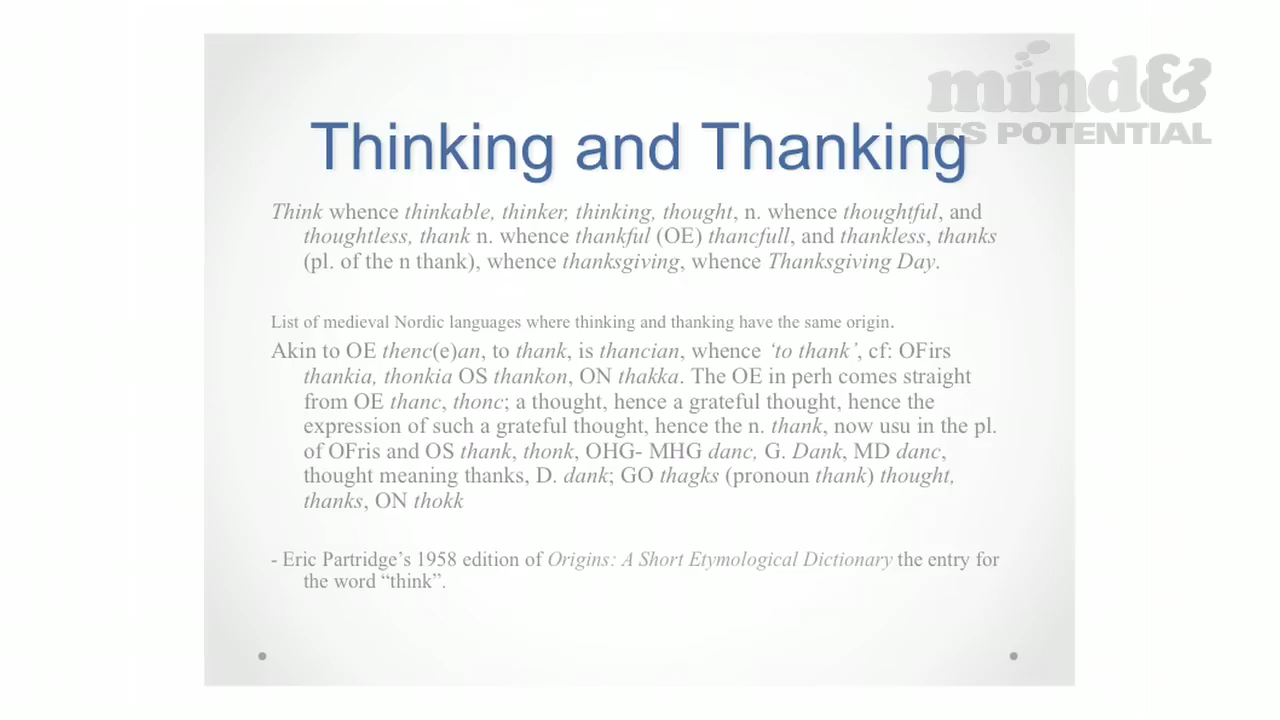 mind&
ITS POTENTIAL
Thinking and Thanking
Think whence thinkable, thinker, thinking, thought, n. whence thoughtful, and
thoughtless, thank n. whence thankful (OE) thancfull, and thankless, thanks
(pl. of the n thank), whence thanksgiving, whence Thanksgiving Day.
List of medieval Nordic languages where thinking and thanking have the same origin.
Akin to OE thenc(e)an, to thank, is thancian, whence ‘to thank’, cf: OFirs
thankia, thonkia OS thankon, ON thakka. The OE in perh comes straight
from OE thanc, thonc; a thought, hence a grateful thought, hence the
expression of such a grateful thought, hence the n. thank, now usu in the pl.
of OFris and OS thank, thonk, OHG- MHG danc, G. Dank, MD danc,
thought meaning thanks, D. dank; GO thagks (pronoun thank) thought,
thanks, ON thokk
- Eric Partridge’s 1958 edition of Origins: A Short Etymological Dictionary the entry for
the word “think”.